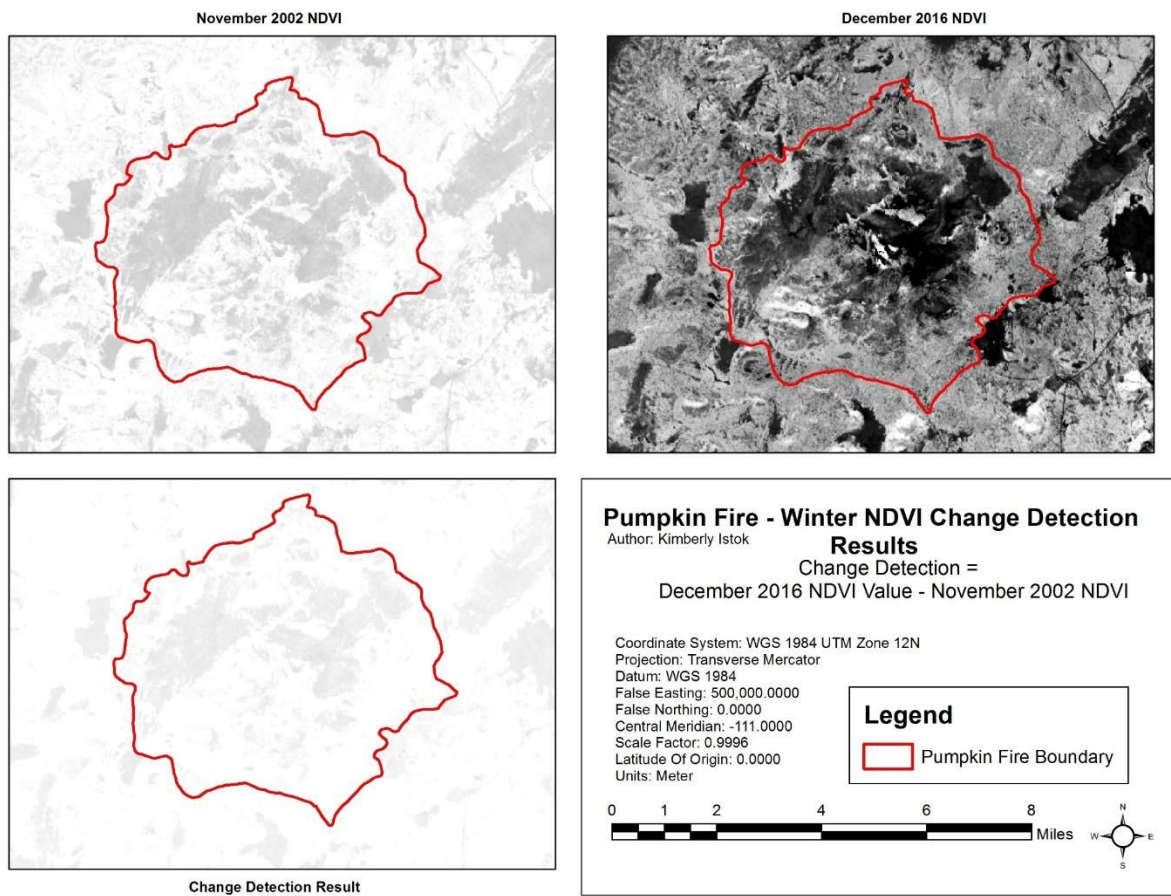 November 2002 NDVI
December 2016 NDVI
Change Detection Result
Pumpkin Fire - Winter NDVI Change Detection
Results
Author: Kimberly Istok
Change Detection =
December 2016 NDVI Value - November 2002 NDVI
Coordinate System: WGS 1984 UTM Zone 12N
Projection: Transverse Mercator
Datum: WGS 1984
False Easting: 500,000.0000
False Northing: 0.0000
Central Meridian: -111.0000
Scale Factor: 0.9996
Latitude Of Origin: 0.0000
Units: Meter
Legend
Pumpkin Fire Boundary
0 1 2 4 6 8
Miles
N
W E
S